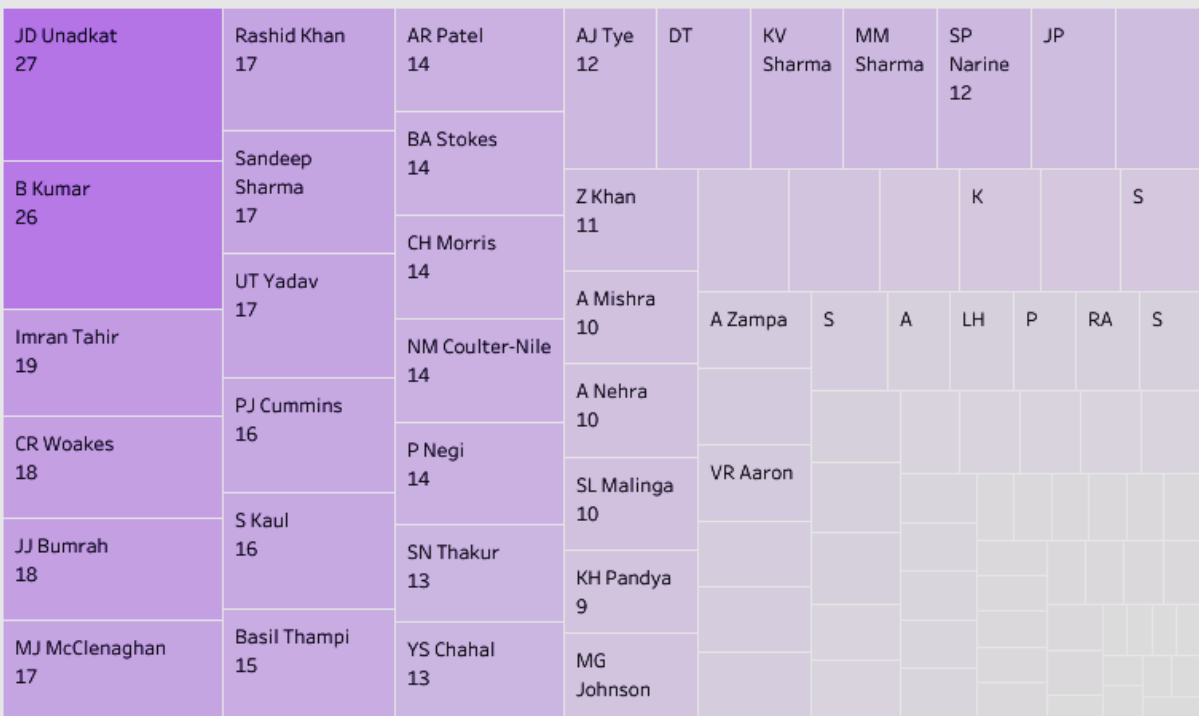 JD Unadkat
27
B Kumar
26
Imran Tahir
19
CR Woakes
18
JJ Bumrah
18
MJ McClenaghan
17
Rashid Khan
17
Sandeep
Sharma
17
UT Yadav
17
PJ Cummins
16
S Kaul
16
Basil Thampi
15
AR Patel
14
BA Stokes
14
CH Morris
14
NM Coulter-Nile
14
P Negi
14
SN Thakur
13
YS Chahal
13
AJ Tye
12
DT
KV
Sharma
MM
Sharma
SP
Narine
12
JP
Z Khan
11
A Mishra
10
A Nehra
10
SL Malinga
10
KH Pandya
9
MG
Johnson
K
S
A Zampa
S
A
LH
P
RA
S
VR Aaron